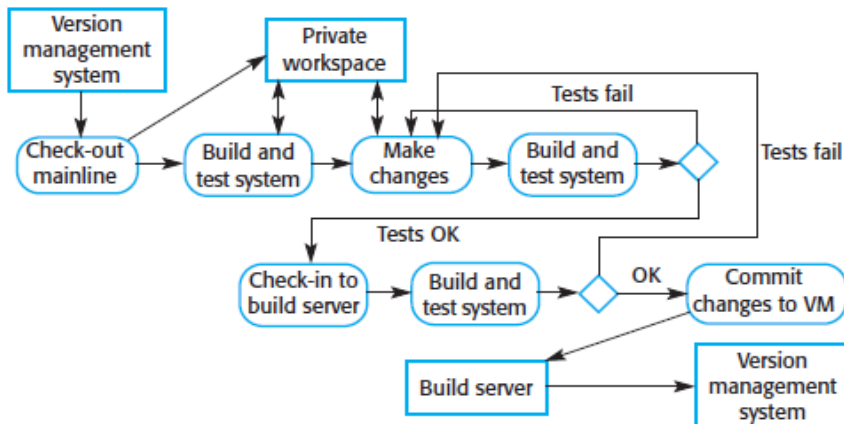 Version
management
system
Private
workspace
Tests fail
Check-out
mainline
Build and
test system
Make
changes
Build and
test system
Tests fail
Tests OK
Check-in to
build server
Build and
test system
OK
Commit
changes to VM
Build server
Version
management
system